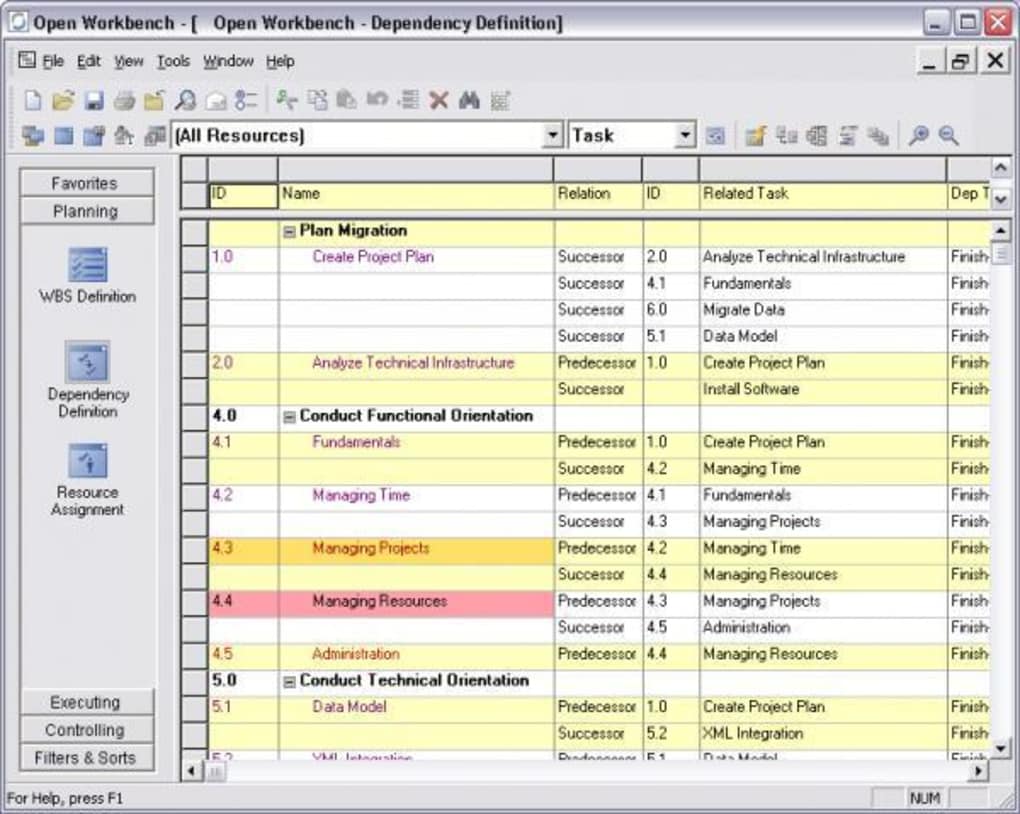 Open Workbench - [   Open Workbench - Dependency Definition]
File Edit View Tools Window Help
(All Resources) Task
Favorites
Planning
WBS Definition
Dependency
Definition
Resource
Assignment
Executing
Controlling
Filters & Sorts
ID Name Relation ID Related Task Dep T
Plan Migration
1.0 Create Project Plan Successor 2.0 Analyze Technical Infrastructure Finish-
Successor 4.1 Fundamentals Finish-
Successor 6.0 Migrate Data Finish-
Successor 5.1 Data Model Finish-
2.0 Analyze Technical Infrastructure Predecessor 1.0 Create Project Plan Finish-
Successor Install Software Finish-
4.0 Conduct Functional Orientation
4.1 Fundamentals Predecessor 1.0 Create Project Plan Finish-
Successor 4.2 Managing Time Finish-
4.2 Managing Time Predecessor 4.1 Fundamentals Finish-
Successor 4.3 Managing Projects Finish-
4.3 Managing Projects Predecessor 4.2 Managing Time Finish-
Successor 4.4 Managing Resources Finish-
4.4 Managing Resources Predecessor 4.3 Managing Projects Finish-
Successor 4.5 Administration Finish-
4.5 Administration Predecessor 4.4 Managing Resources Finish-
5.0 Conduct Technical Orientation
5.1 Data Model Predecessor 1.0 Create Project Plan Finish-
Successor 5.2 XML Integration Finish-
5.2 XML Integration Predecessor 5.1 Data Model Finish-
For Help, press F1 NUM